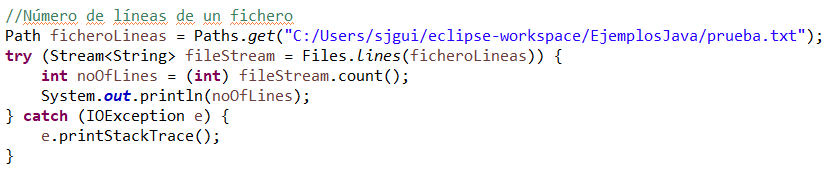 //Número de líneas de un fichero
Path ficheroLineas = Paths.get("C:/Users/sjgui/eclipse-workspace/EjemplosJava/prueba.txt");
try (Stream<String> fileStream = Files.lines(ficheroLineas)) {
    int noOfLines = (int) fileStream.count();
    System.out.println(noOfLines);
} catch (IOException e) {
    e.printStackTrace();
}